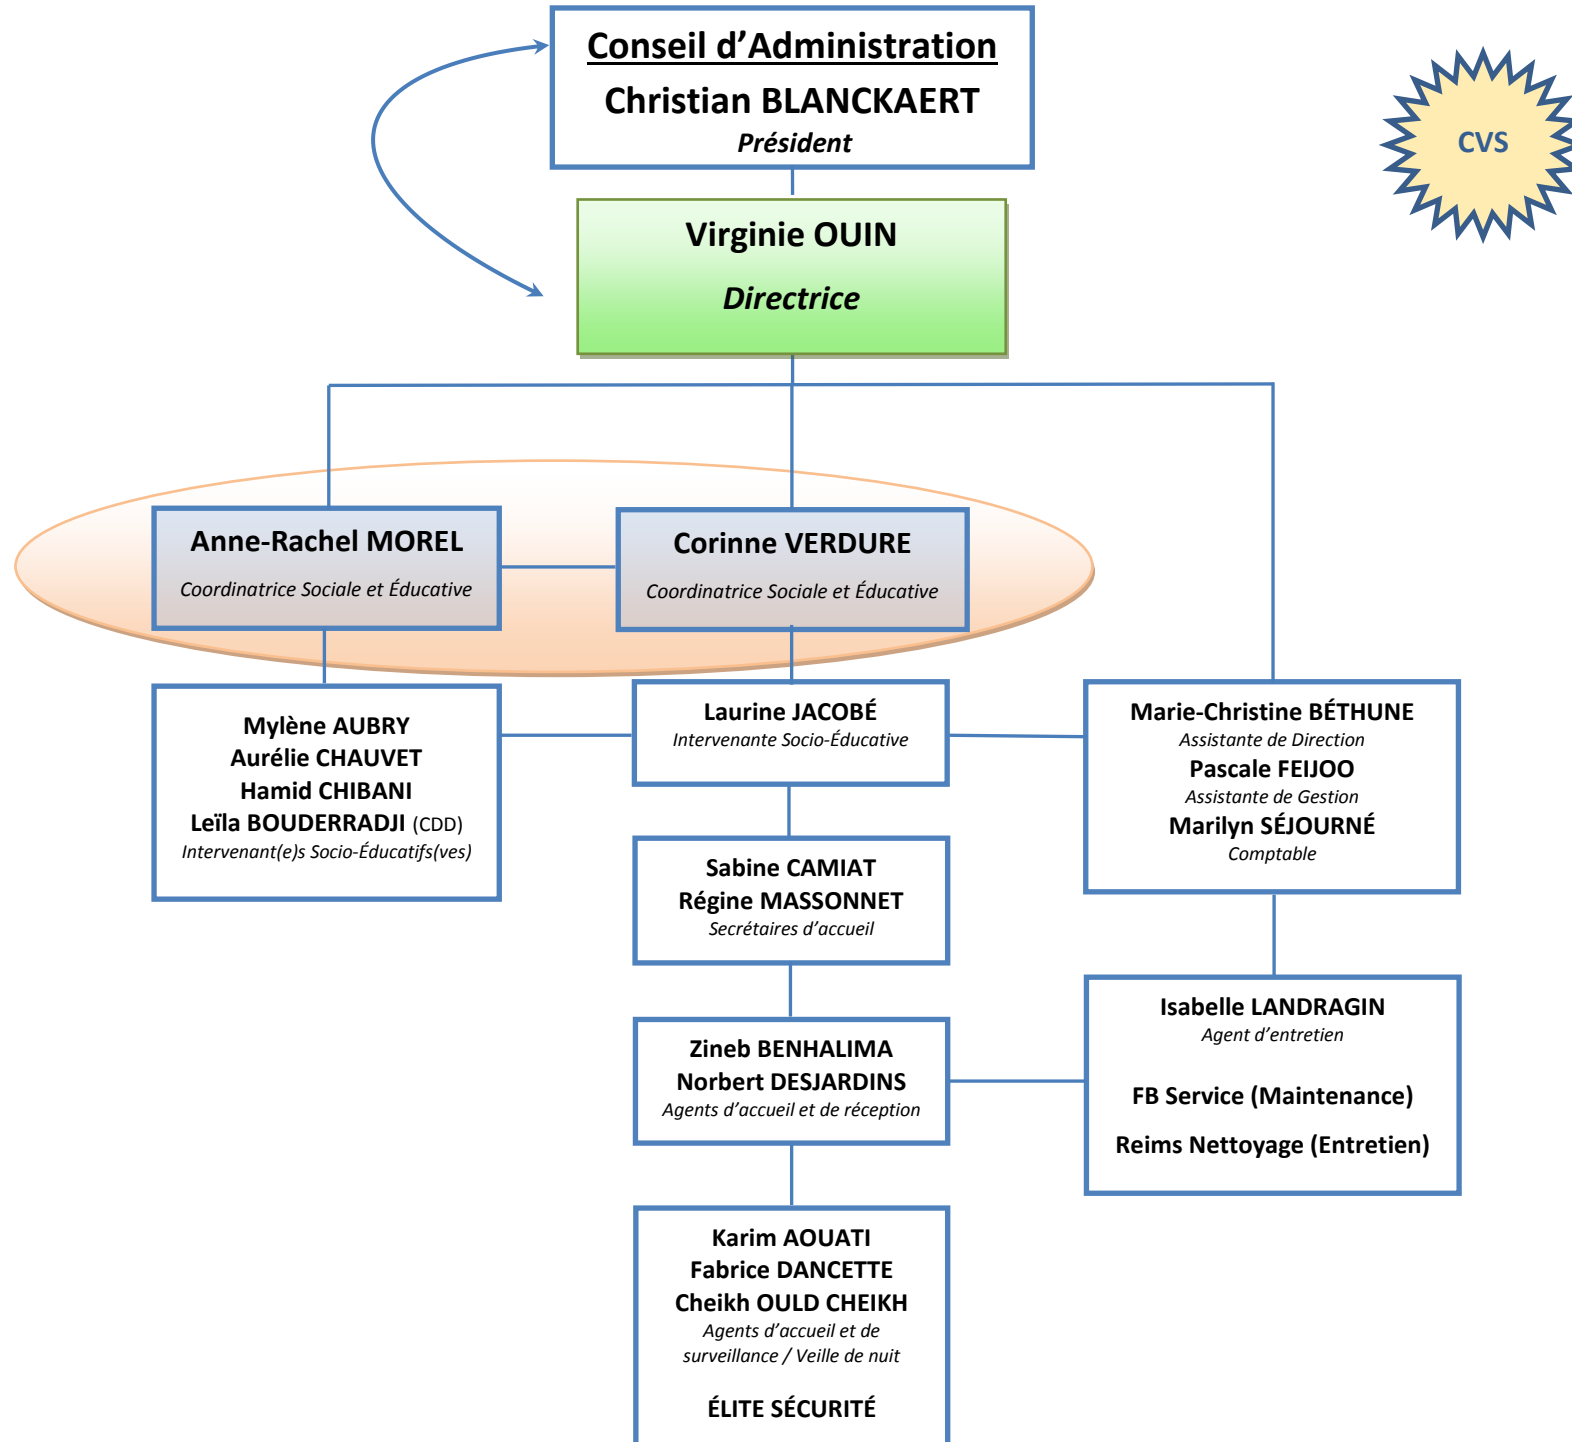 Conseil d’Administration
Christian BLANCKAERT
Président
CVS
Virginie OUIN
Directrice
Anne-Rachel MOREL
Coordinatrice Sociale et Éducative
Corinne VERDURE
Coordinatrice Sociale et Éducative
Mylène AUBRY
Aurélie CHAUVET
Hamid CHIBANI
Leïla BOUDERRADJI (CDD)
Intervenant(e)s Socio-Éducatifs(ves)
Laurine JACOBÉ
Intervenante Socio-Éducative
Marie-Christine BÉTHUNE
Assistante de Direction
Pascale FEIJOO
Assistante de Gestion
Marilyn SÉJOURNÉ
Comptable
Sabine CAMIAT
Régine MASSONNET
Secrétaires d’accueil
Zineb BENHALIMA
Norbert DESJARDINS
Agents d’accueil et de réception
Isabelle LANDRAGIN
Agent d’entretien
FB Service (Maintenance)
Reims Nettoyage (Entretien)
Karim AOUATI
Fabrice DANCETTE
Cheikh OULD CHEIKH
Agents d’accueil et de
surveillance / Veille de nuit
ÉLITE SÉCURITÉ